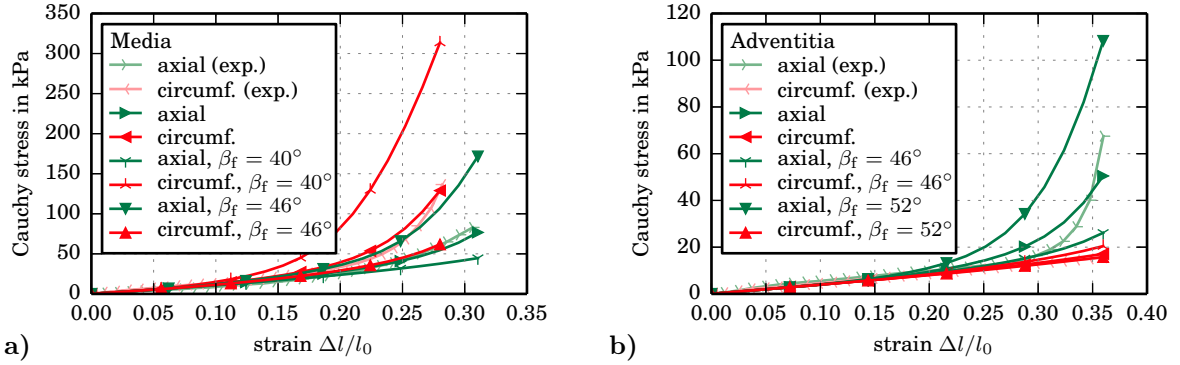 350
300
250
200
150
100
50
0
Cauchy stress in kPa
Media
axial (exp.)
circumf. (exp.)
axial
circumf.
axial, βf = 40°
circumf., βf = 40°
axial, βf = 46°
circumf., βf = 46°
0.00 0.05 0.10 0.15 0.20 0.25 0.30 0.35
strain Δl/l0
a)
120
100
80
60
40
20
0
Cauchy stress in kPa
Adventitia
axial (exp.)
circumf. (exp.)
axial
circumf.
axial, βf = 46°
circumf., βf = 46°
axial, βf = 52°
circumf., βf = 52°
0.00 0.05 0.10 0.15 0.20 0.25 0.30 0.35 0.40
strain Δl/l0
b)